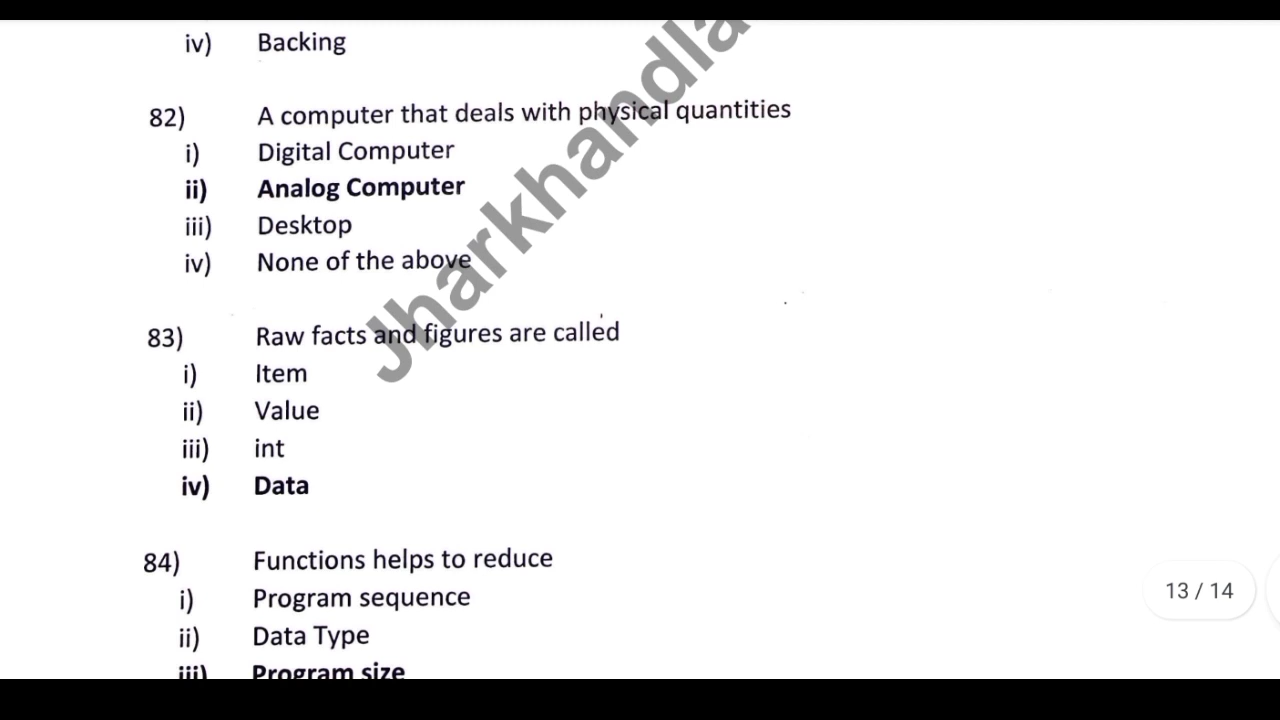 iv) Backing
82) A computer that deals with physical quantities
i) Digital Computer
ii) Analog Computer
iii) Desktop
iv) None of the above
83) Raw facts and figures are called
i) Item
ii) Value
iii) int
iv) Data
84) Functions helps to reduce
i) Program sequence
ii) Data Type
iii) Program size
Jharkhandla
13 / 14